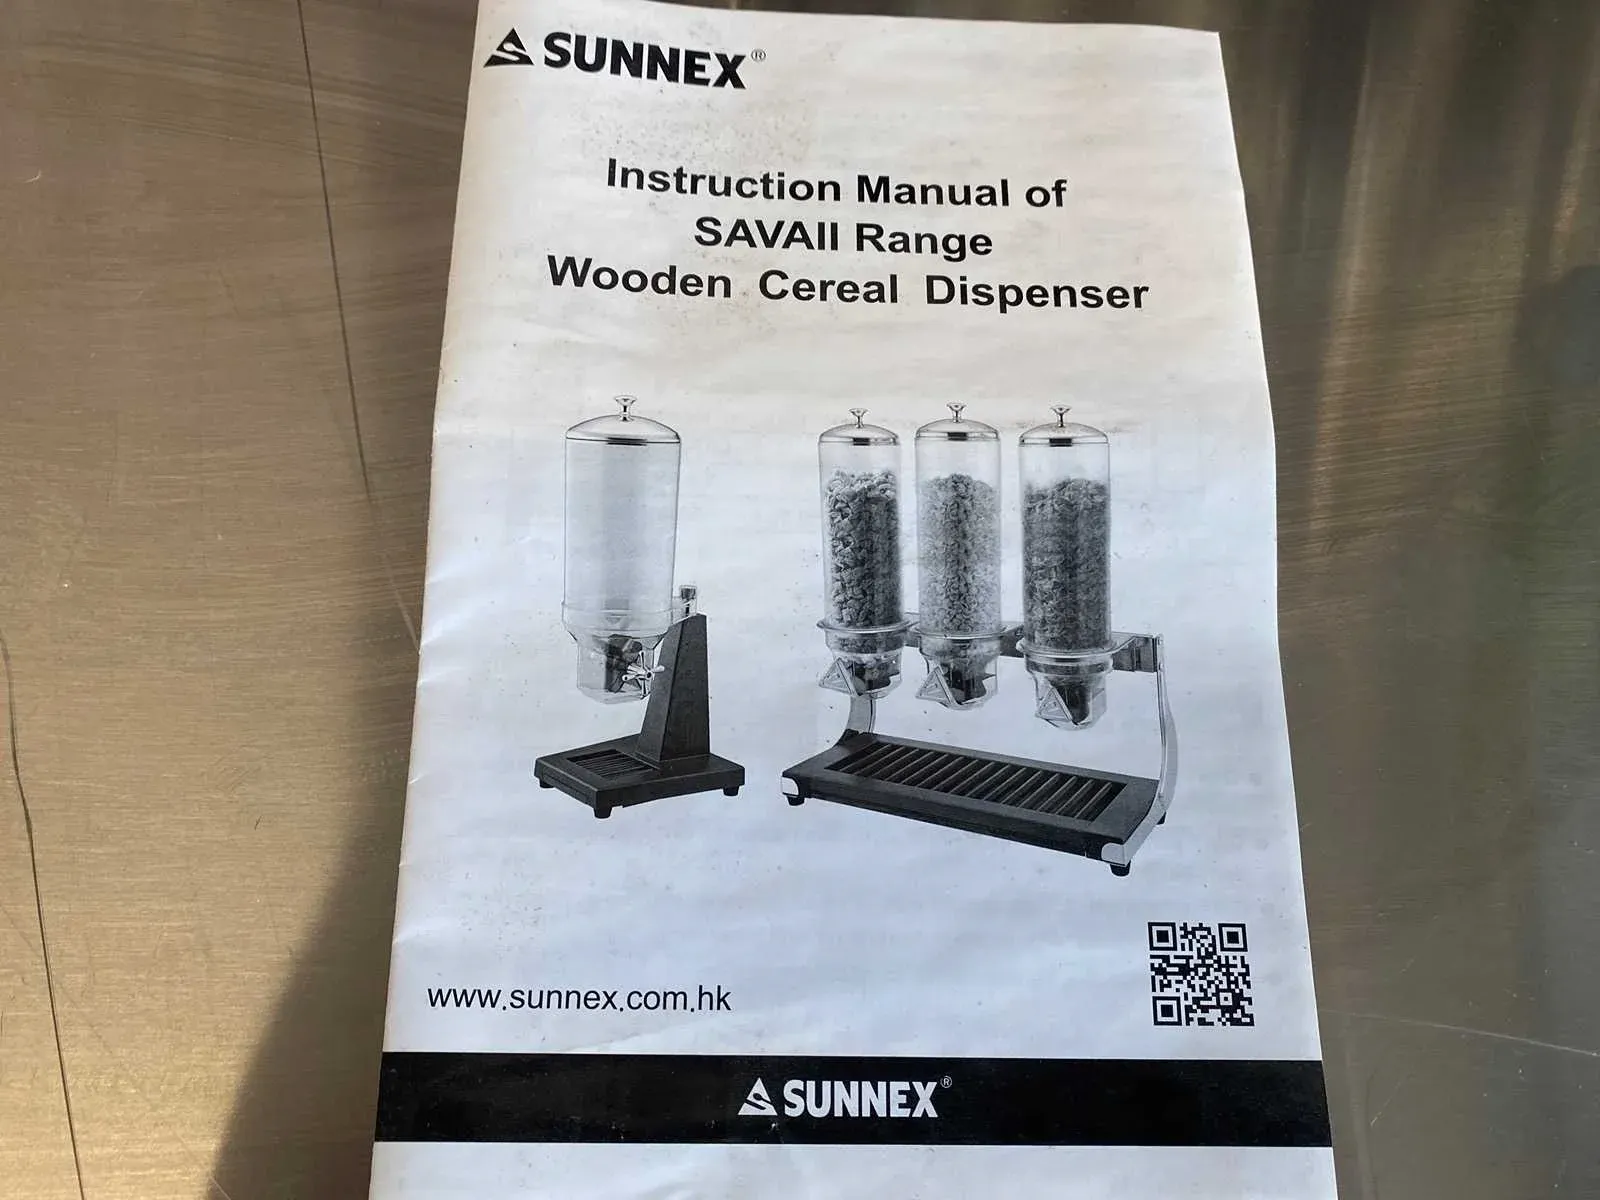 SUNNEX®
Instruction Manual of
SAVAII Range
Wooden Cereal Dispenser
www.sunnex.com.hk
SUNNEX®